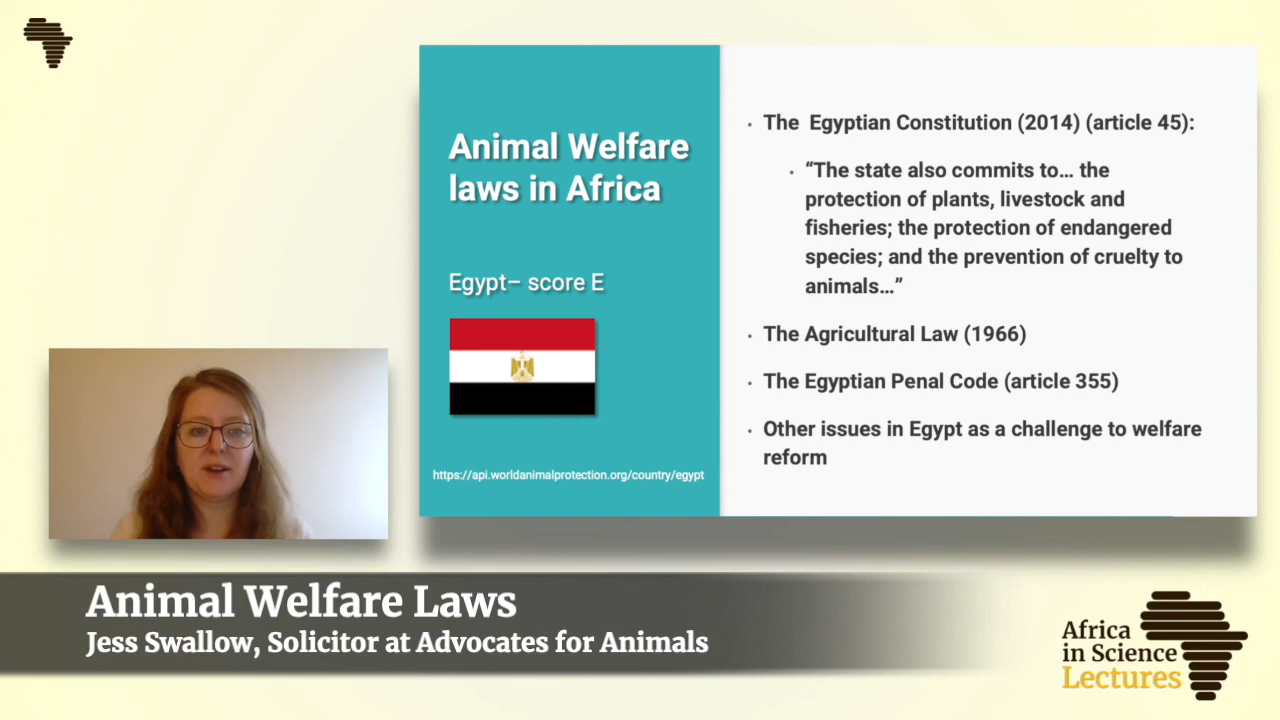 Animal Welfare
laws in Africa
Egypt– score E
https://api.worldanimalprotection.org/country/egypt
The Egyptian Constitution (2014) (article 45):
“The state also commits to... the
protection of plants, livestock and
fisheries; the protection of endangered
species; and the prevention of cruelty to
animals...”
The Agricultural Law (1966)
The Egyptian Penal Code (article 355)
Other issues in Egypt as a challenge to welfare
reform
Animal Welfare Laws
Jess Swallow, Solicitor at Advocates for Animals
Africa
in Science
Lectures